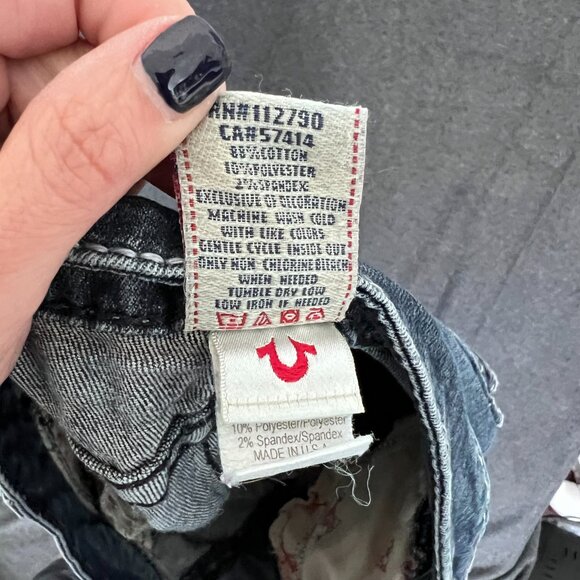 RN#112790
CA#57414
88%COTTON
10%POLYESTER
2%SPANDEX
EXCLUSIVE OF DECORATION
MACHINE WASH COLD
WITH LIKE COLORS
GENTLE CYCLE INSIDE OUT
ONLY NON CHLORINE BLEACH
WHEN NEEDED
TUMBLE DRY LOW
LOW IRON IF NEEDED
10% Polyester/Polyester
2% Spandex/Spandex
MADE IN U.S.A